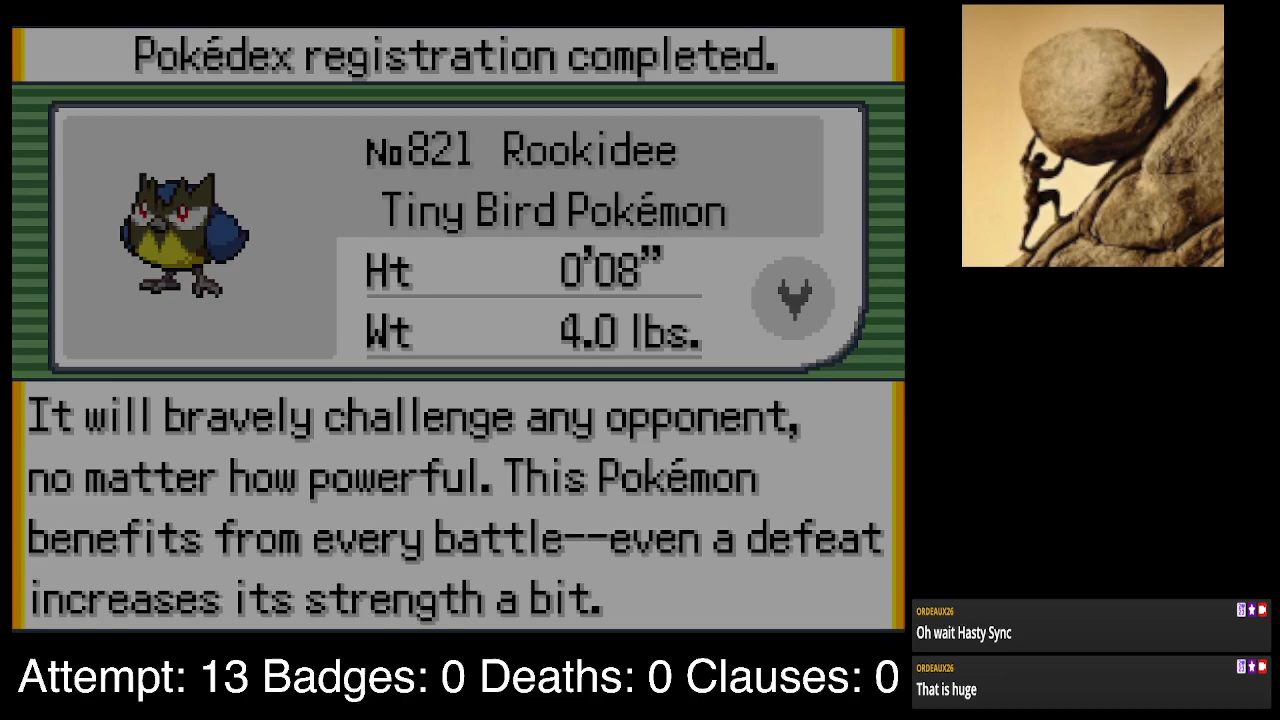 Pokédex registration completed.
No821 Rookidee
Tiny Bird Pokémon
Ht 0'08"
Wt 4.0 lbs.
It will bravely challenge any opponent,
no matter how powerful. This Pokémon
benefits from every battle--even a defeat
increases its strength a bit.
Attempt: 13 Badges: 0 Deaths: 0 Clauses: 0
ORDEAUX26
Oh wait Hasty Sync
ORDEAUX26
That is huge